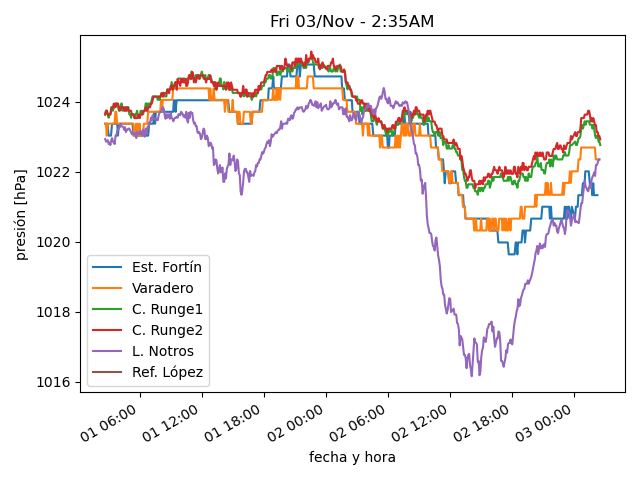 Fri 03/Nov - 2:35AM
presión [hPa]
1024
1022
1020
1018
1016
Est. Fortín
Varadero
C. Runge1
C. Runge2
L. Notros
Ref. López
01 06:00
01 12:00
01 18:00
02 00:00
02 06:00
02 12:00
02 18:00
03 00:00
fecha y hora